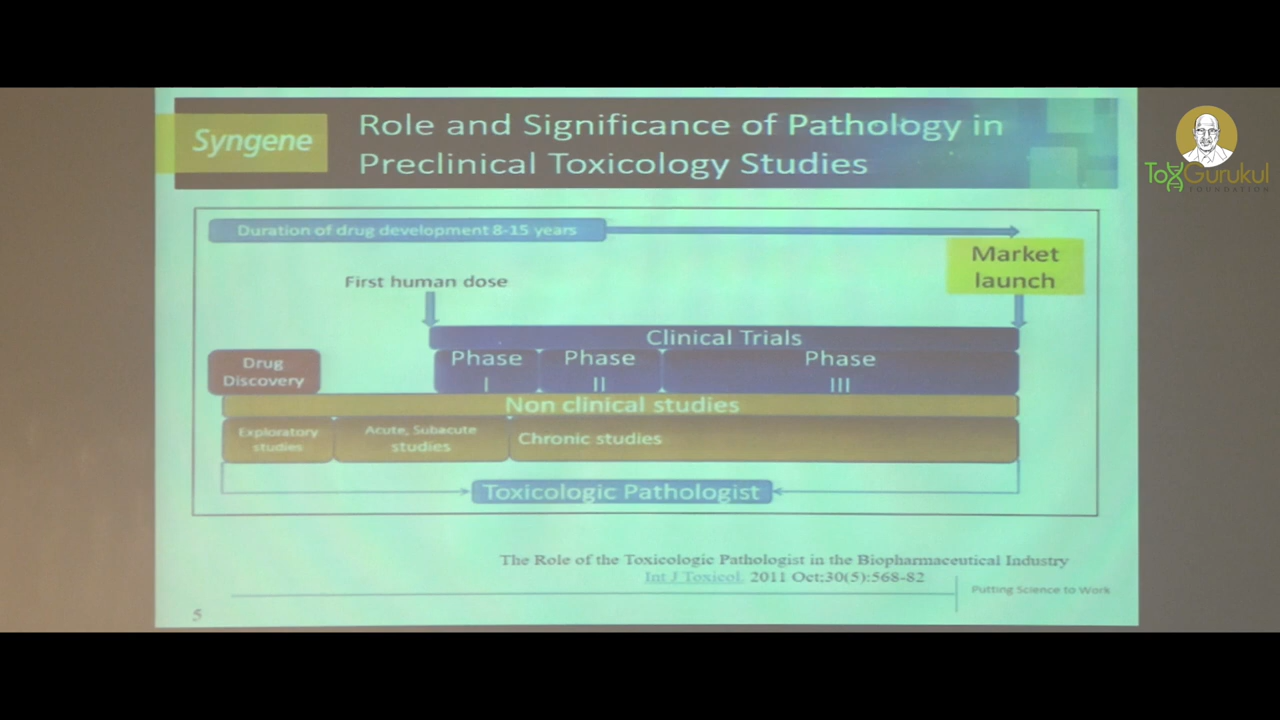 Syngene
Role and Significance of Pathology in
Preclinical Toxicology Studies
ToxGurukul
FOUNDATION
Duration of drug development 8-15 years
Market
launch
First human dose
Clinical Trials
Drug
Discovery
Phase
I
Phase
II
Phase
III
Non clinical studies
Exploratory
studies
Acute, Subacute
studies
Chronic studies
Toxicologic Pathologist
The Role of the Toxicologic Pathologist in the Biopharmaceutical Industry
Int J Toxicol. 2011 Oct;30(5):568-82
Putting Science to Work
5